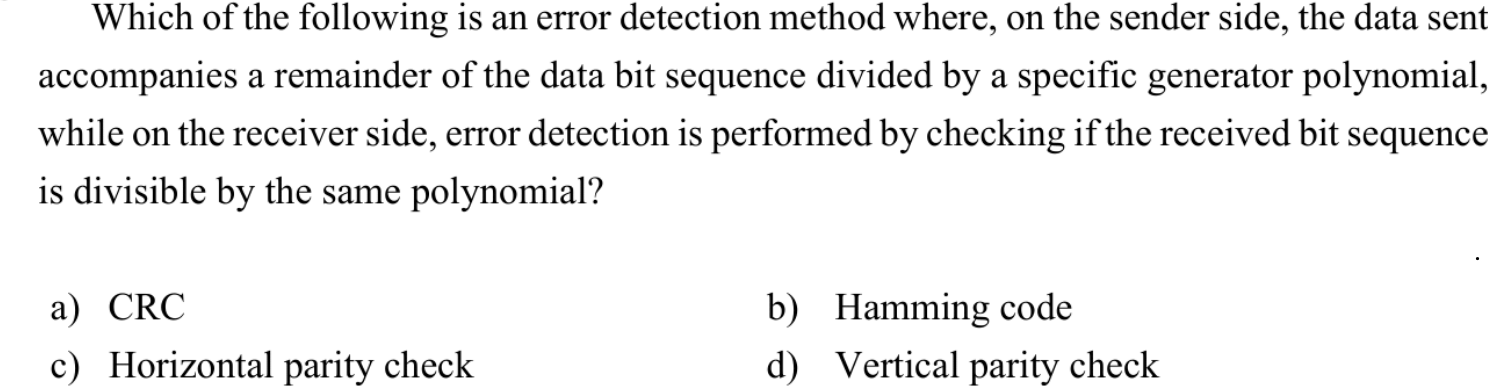 Which of the following is an error detection method where, on the sender side, the data sent
accompanies a remainder of the data bit sequence divided by a specific generator polynomial,
while on the receiver side, error detection is performed by checking if the received bit sequence
is divisible by the same polynomial?
a) CRC b) Hamming code
c) Horizontal parity check d) Vertical parity check